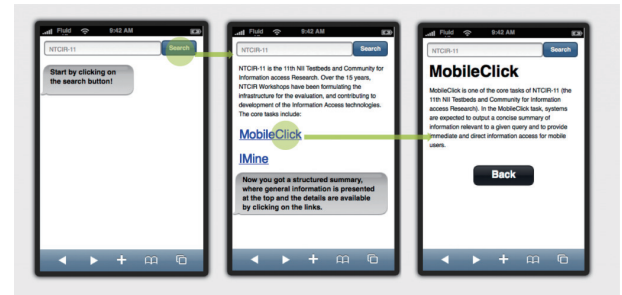 Fluid 9:42 AM
NTCIR-11 Search
Start by clicking on
the search button!
Fluid 9:42 AM
NTCIR-11 Search
NTCIR-11 is the 11th NII Testbeds and Community for
Information access Research. Over the 15 years,
NTCIR Workshops have been formulating the
infrastructure for the evaluation, and contributing to
development of the Information Access technologies.
The core tasks include:
MobileClick
IMine
Now you got a structured summary,
where general information is presented
at the top and the details are available
by clicking on the links.
Fluid 9:42 AM
NTCIR-11 Search
MobileClick
MobileClick is one of the core tasks of NTCIR-11 (the
11th NII Testbeds and Community for Information
access Research). In the MobileClick task, systems
are expected to output a concise summary of
information relevant to a given query and to provide
immediate and direct information access for mobile
users.
Back